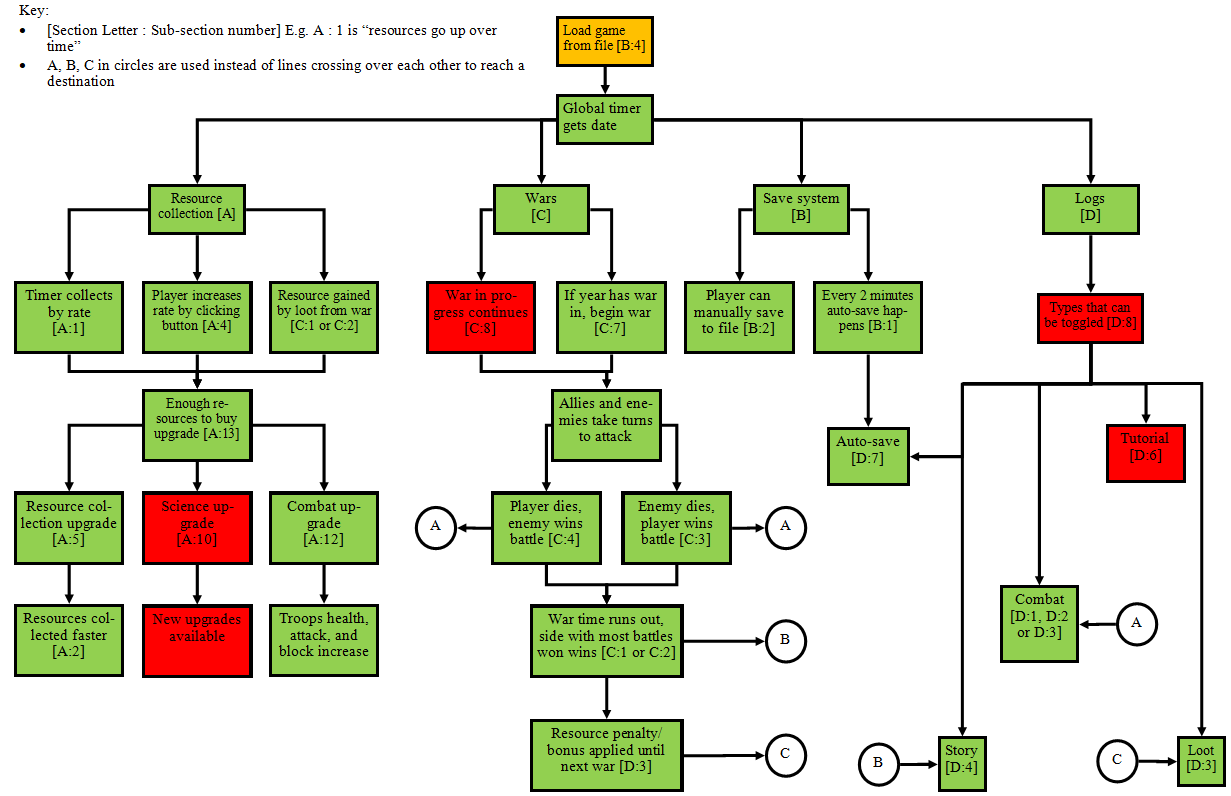 Key:
• [Section Letter : Sub-section number] E.g. A : 1 is “resources go up over
time”
• A, B, C in circles are used instead of lines crossing over each other to reach a
destination
Load game
from file [B:4]
Global timer
gets date
Resource
collection [A]
Wars
[C]
Save system
[B]
Logs
[D]
Timer collects
by rate
[A:1]
Player increases
rate by clicking
button [A:4]
Resource gained
by loot from war
[C:1 or C:2]
War in pro-
gress continues
[C:8]
If year has war
in, begin war
[C:7]
Player can
manually save
to file [B:2]
Every 2 minutes
auto-save hap-
pens [B:1]
Types that can
be toggled [D:8]
Enough re-
sources to buy
upgrade [A:13]
Allies and ene-
mies take turns
to attack
Auto-save
[D:7]
Tutorial
[D:6]
Resource col-
lection upgrade
[A:5]
Science up-
grade
[A:10]
Combat up-
grade
[A:12]
A
Player dies,
enemy wins
battle [C:4]
Enemy dies,
player wins
battle [C:3]
A
Resources col-
lected faster
[A:2]
New upgrades
available
Troops health,
attack, and
block increase
War time runs out,
side with most battles
won wins [C:1 or C:2]
B
Combat
[D:1, D:2
or D:3]
A
Resource penalty/
bonus applied until
next war [D:3]
C
B
Story
[D:4]
C
Loot
[D:3]